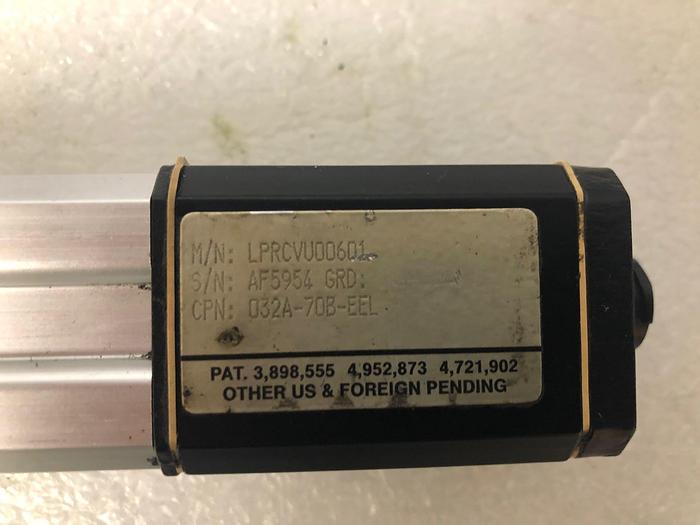 M/N: LPRCVU00601
S/N: AF5954 GRD:
CPN: 032A-70B-EEL
PAT. 3,898,555 4,952,873 4,721,902
OTHER US & FOREIGN PENDING